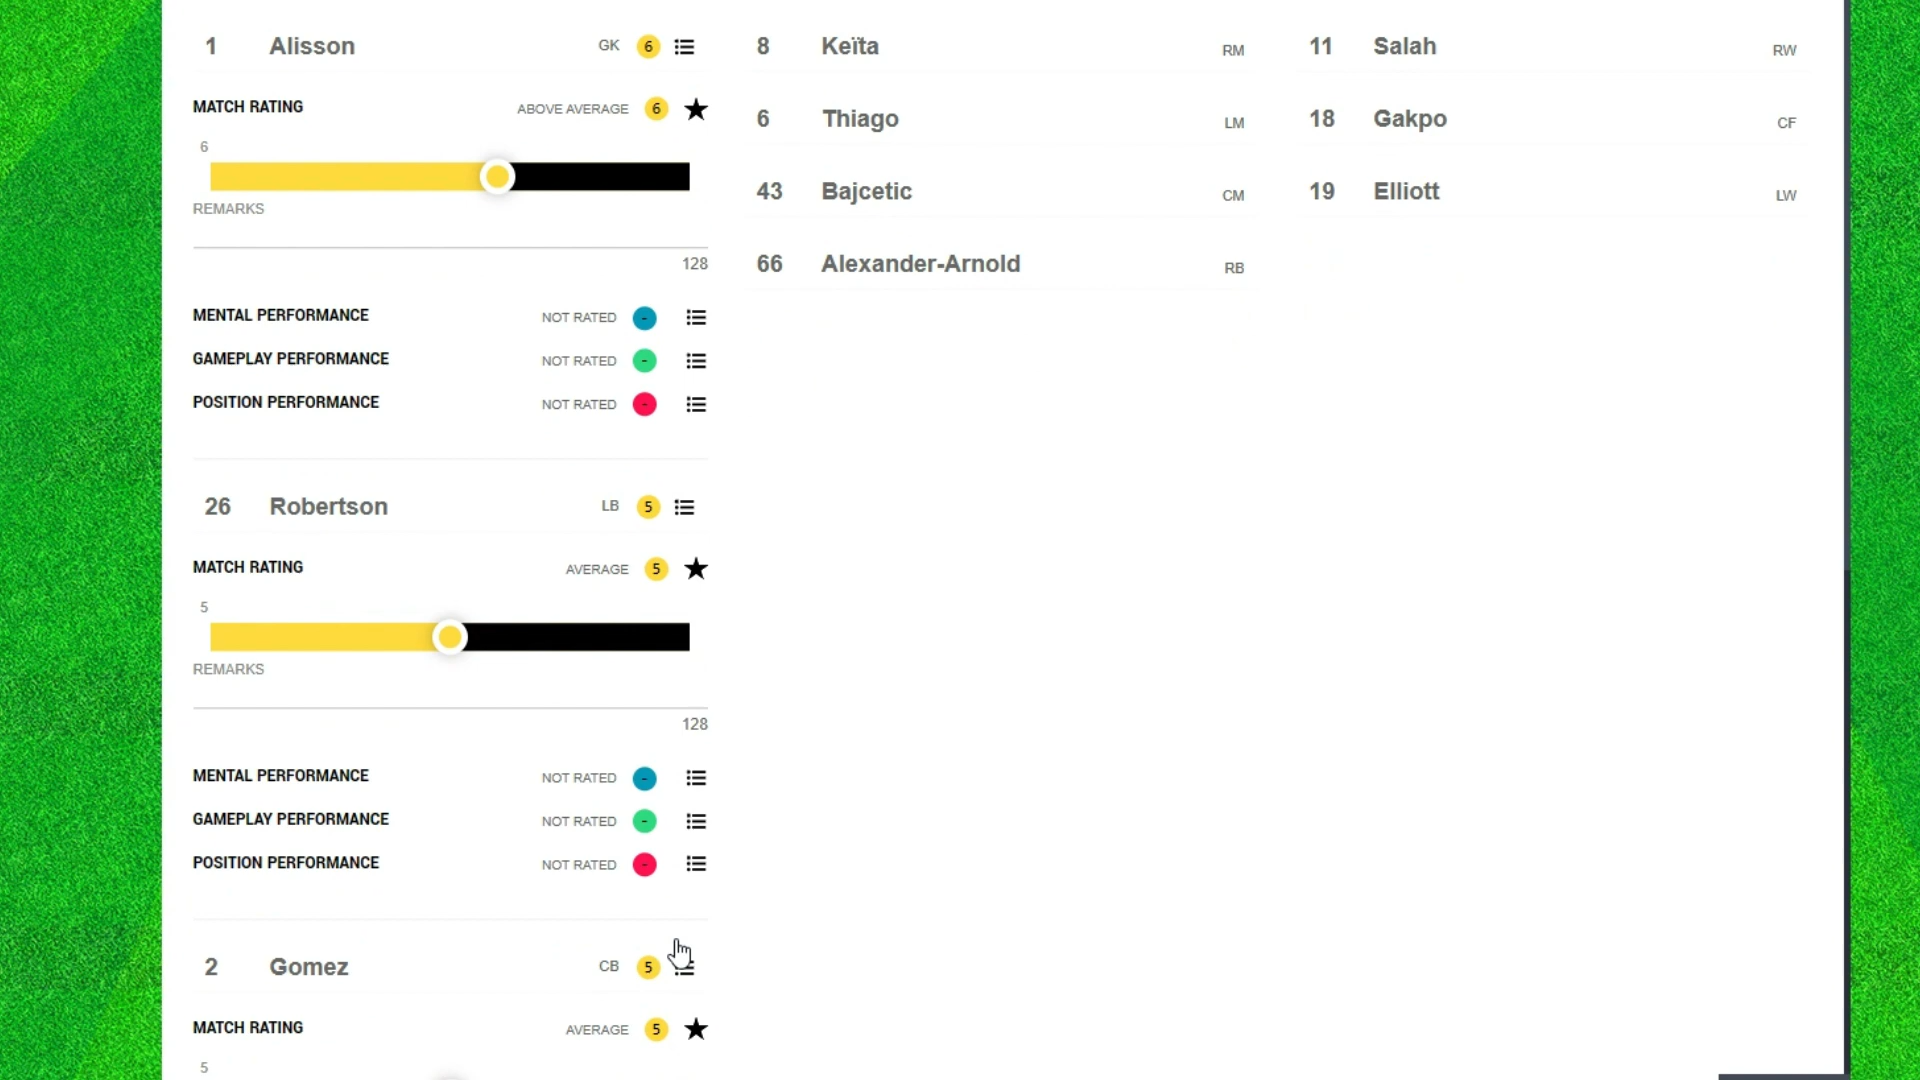 1 Alisson GK 6
MATCH RATING ABOVE AVERAGE 6
6
REMARKS
128
MENTAL PERFORMANCE NOT RATED -
GAMEPLAY PERFORMANCE NOT RATED -
POSITION PERFORMANCE NOT RATED -
26 Robertson LB 5
MATCH RATING AVERAGE 5
5
REMARKS
128
MENTAL PERFORMANCE NOT RATED -
GAMEPLAY PERFORMANCE NOT RATED -
POSITION PERFORMANCE NOT RATED -
2 Gomez CB 5
MATCH RATING AVERAGE 5
5
8 Keïta RM
6 Thiago LM
43 Bajcetic CM
66 Alexander-Arnold RB
11 Salah RW
18 Gakpo CF
19 Elliott LW